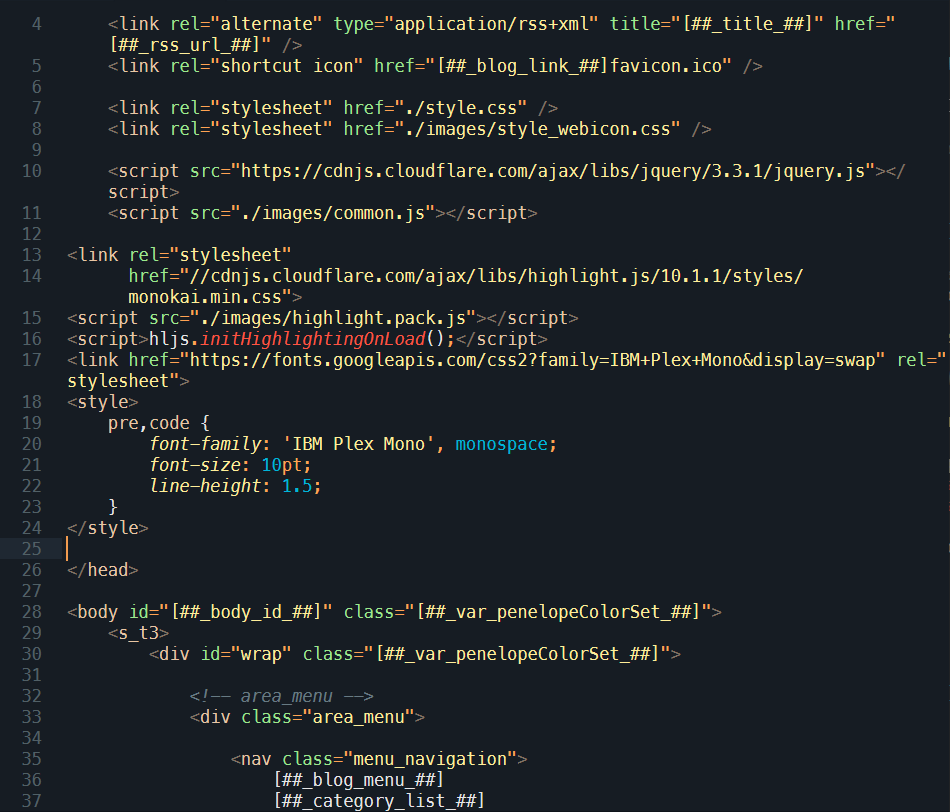 4 <link rel="alternate" type="application/rss+xml" title="[##_title_##]" href="
[##_rss_url_##]" />
5 <link rel="shortcut icon" href="[##_blog_link_##]favicon.ico" />
6
7 <link rel="stylesheet" href="./style.css" />
8 <link rel="stylesheet" href="./images/style_webicon.css" />
9
10 <script src="https://cdnjs.cloudflare.com/ajax/libs/jquery/3.3.1/jquery.js"></
script>
11 <script src="./images/common.js"></script>
12
13 <link rel="stylesheet"
14 href="//cdnjs.cloudflare.com/ajax/libs/highlight.js/10.1.1/styles/
monokai.min.css">
15 <script src="./images/highlight.pack.js"></script>
16 <script>hljs.initHighlightingOnLoad();</script>
17 <link href="https://fonts.googleapis.com/css2?family=IBM+Plex+Mono&display=swap" rel="
stylesheet">
18 <style>
19 pre,code {
20 font-family: 'IBM Plex Mono', monospace;
21 font-size: 10pt;
22 line-height: 1.5;
23 }
24 </style>
25
26 </head>
27
28 <body id="[##_body_id_##]" class="[##_var_penelopeColorSet_##]">
29 <s_t3>
30 <div id="wrap" class="[##_var_penelopeColorSet_##]">
31
32 <!-- area_menu -->
33 <div class="area_menu">
34
35 <nav class="menu_navigation">
36 [##_blog_menu_##]
37 [##_category_list_##]